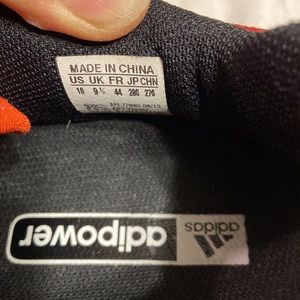 MADE IN CHINA
US UK FR JP CHN
10 9½ 44 280 270
adipower
adidas